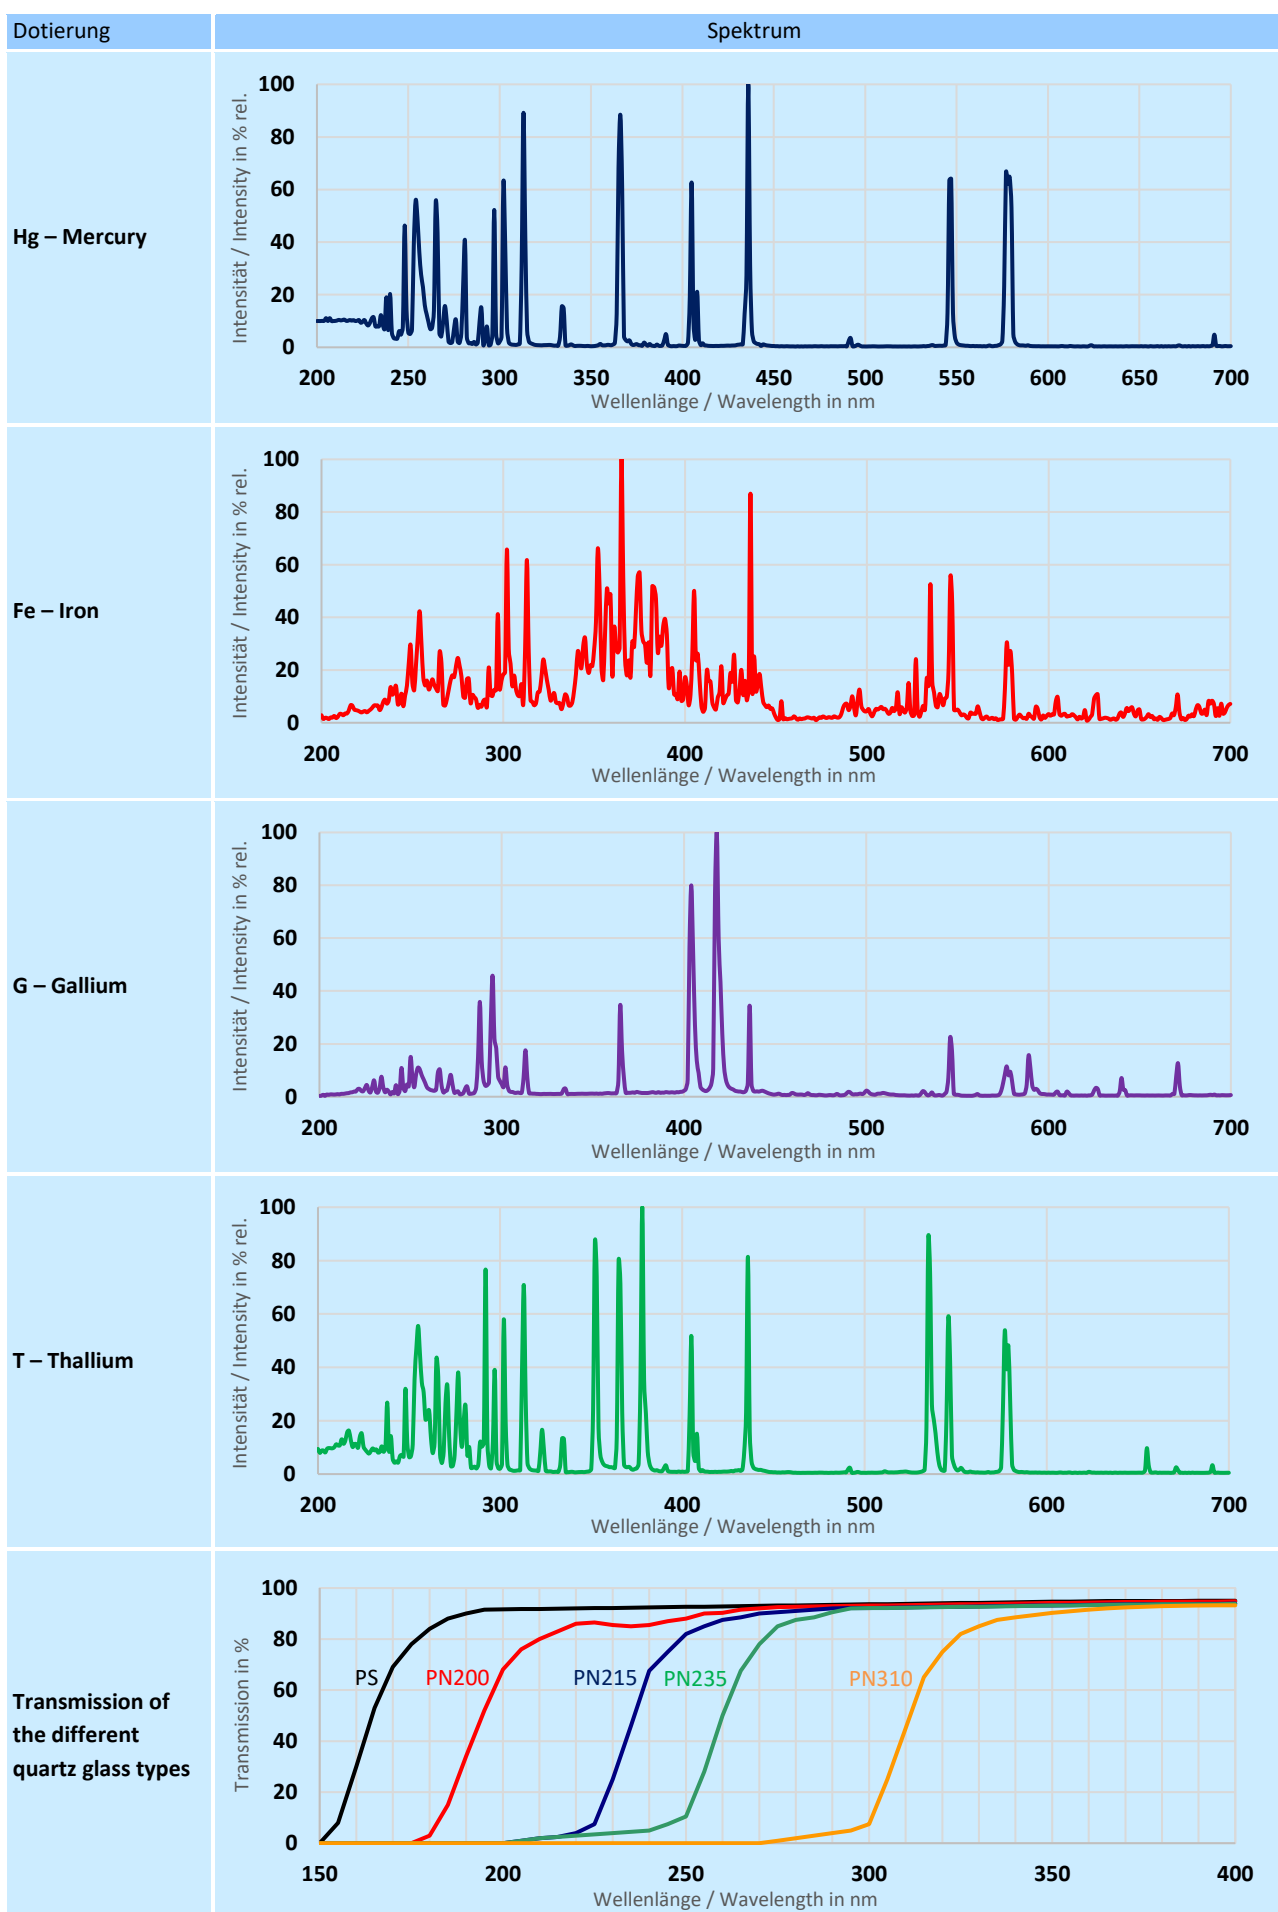 Dotierung Spektrum
Hg – Mercury
Intensität / Intensity in % rel.
100
80
60
40
20
0
200 250 300 350 400 450 500 550 600 650 700
Wellenlänge / Wavelength in nm
Fe – Iron
Intensität / Intensity in % rel.
100
80
60
40
20
0
200 300 400 500 600 700
Wellenlänge / Wavelength in nm
G – Gallium
Intensität / Intensity in % rel.
100
80
60
40
20
0
200 300 400 500 600 700
Wellenlänge / Wavelength in nm
T – Thallium
Intensität / Intensity in % rel.
100
80
60
40
20
0
200 300 400 500 600 700
Wellenlänge / Wavelength in nm
Transmission of
the different
quartz glass types
Transmission in %
100
80
60
40
20
0
PS PN200 PN215 PN235 PN310
150 200 250 300 350 400
Wellenlänge / Wavelength in nm